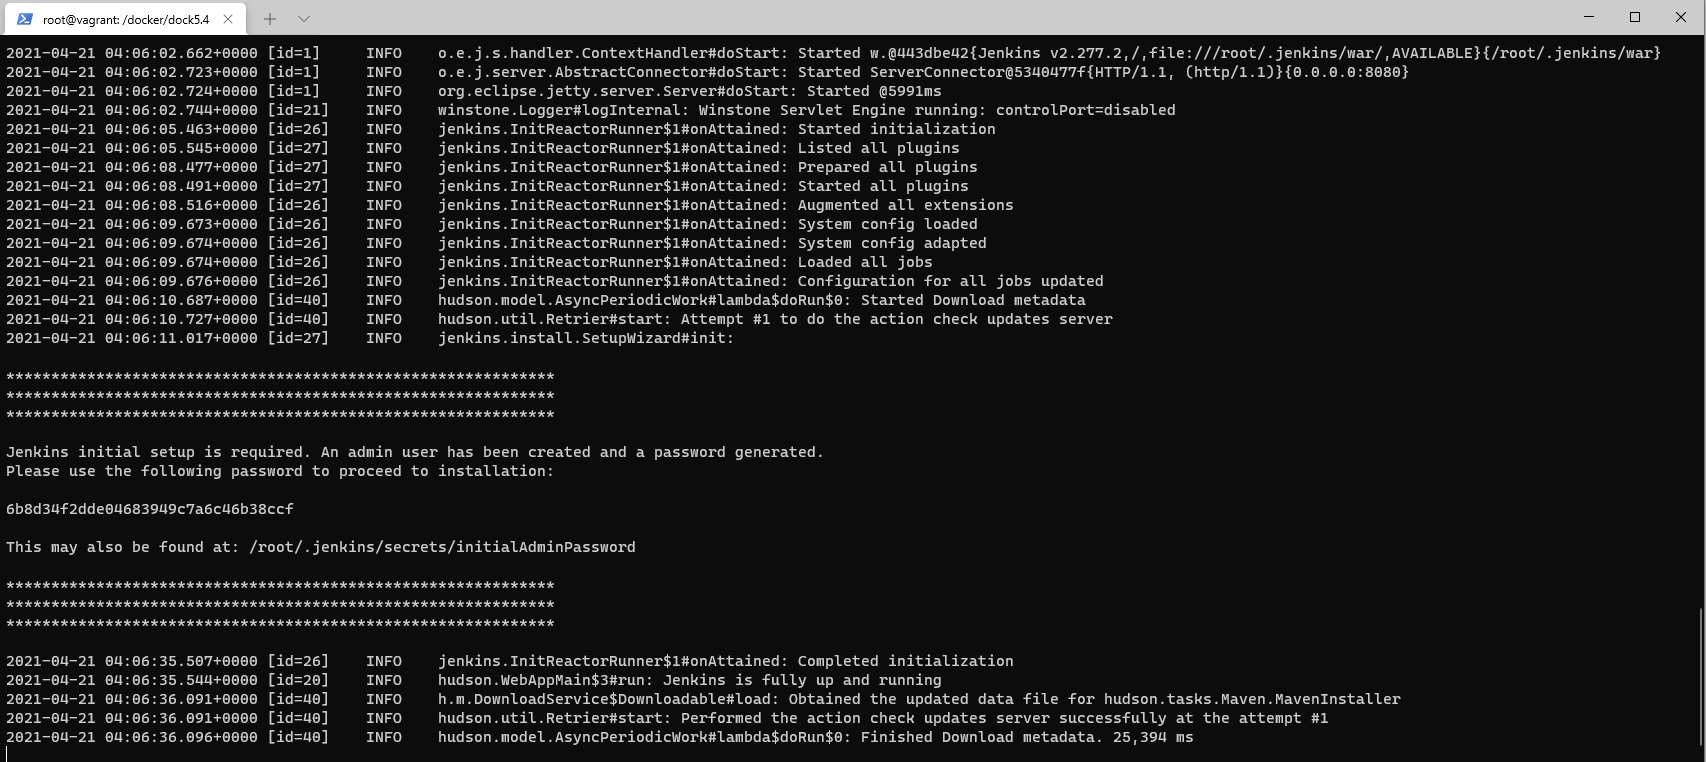 root@vagrant: /docker/dock5.4
2021-04-21 04:06:02.662+0000 [id=1]     INFO    o.e.j.s.handler.ContextHandler#doStart: Started w.@443dbe42{Jenkins v2.277.2,/,file:///root/.jenkins/war/,AVAILABLE}{/root/.jenkins/war}
2021-04-21 04:06:02.723+0000 [id=1]     INFO    o.e.j.server.AbstractConnector#doStart: Started ServerConnector@5340477f{HTTP/1.1, (http/1.1)}{0.0.0.0:8080}
2021-04-21 04:06:02.724+0000 [id=1]     INFO    org.eclipse.jetty.server.Server#doStart: Started @5991ms
2021-04-21 04:06:02.744+0000 [id=21]    INFO    winstone.Logger#logInternal: Winstone Servlet Engine running: controlPort=disabled
2021-04-21 04:06:05.463+0000 [id=26]    INFO    jenkins.InitReactorRunner$1#onAttained: Started initialization
2021-04-21 04:06:05.545+0000 [id=27]    INFO    jenkins.InitReactorRunner$1#onAttained: Listed all plugins
2021-04-21 04:06:08.477+0000 [id=27]    INFO    jenkins.InitReactorRunner$1#onAttained: Prepared all plugins
2021-04-21 04:06:08.491+0000 [id=27]    INFO    jenkins.InitReactorRunner$1#onAttained: Started all plugins
2021-04-21 04:06:08.516+0000 [id=26]    INFO    jenkins.InitReactorRunner$1#onAttained: Augmented all extensions
2021-04-21 04:06:09.673+0000 [id=26]    INFO    jenkins.InitReactorRunner$1#onAttained: System config loaded
2021-04-21 04:06:09.674+0000 [id=26]    INFO    jenkins.InitReactorRunner$1#onAttained: System config adapted
2021-04-21 04:06:09.674+0000 [id=26]    INFO    jenkins.InitReactorRunner$1#onAttained: Loaded all jobs
2021-04-21 04:06:09.676+0000 [id=26]    INFO    jenkins.InitReactorRunner$1#onAttained: Configuration for all jobs updated
2021-04-21 04:06:10.687+0000 [id=40]    INFO    hudson.model.AsyncPeriodicWork#lambda$doRun$0: Started Download metadata
2021-04-21 04:06:10.727+0000 [id=40]    INFO    hudson.util.Retrier#start: Attempt #1 to do the action check updates server
2021-04-21 04:06:11.017+0000 [id=27]    INFO    jenkins.install.SetupWizard#init:
*************************************************************
*************************************************************
*************************************************************
Jenkins initial setup is required. An admin user has been created and a password generated.
Please use the following password to proceed to installation:
6b8d34f2dde04683949c7a6c46b38ccf
This may also be found at: /root/.jenkins/secrets/initialAdminPassword
*************************************************************
*************************************************************
*************************************************************
2021-04-21 04:06:35.507+0000 [id=26]    INFO    jenkins.InitReactorRunner$1#onAttained: Completed initialization
2021-04-21 04:06:35.544+0000 [id=20]    INFO    hudson.WebAppMain$3#run: Jenkins is fully up and running
2021-04-21 04:06:36.091+0000 [id=40]    INFO    h.m.DownloadService$Downloadable#load: Obtained the updated data file for hudson.tasks.Maven.MavenInstaller
2021-04-21 04:06:36.091+0000 [id=40]    INFO    hudson.util.Retrier#start: Performed the action check updates server successfully at the attempt #1
2021-04-21 04:06:36.096+0000 [id=40]    INFO    hudson.model.AsyncPeriodicWork#lambda$doRun$0: Finished Download metadata. 25,394 ms